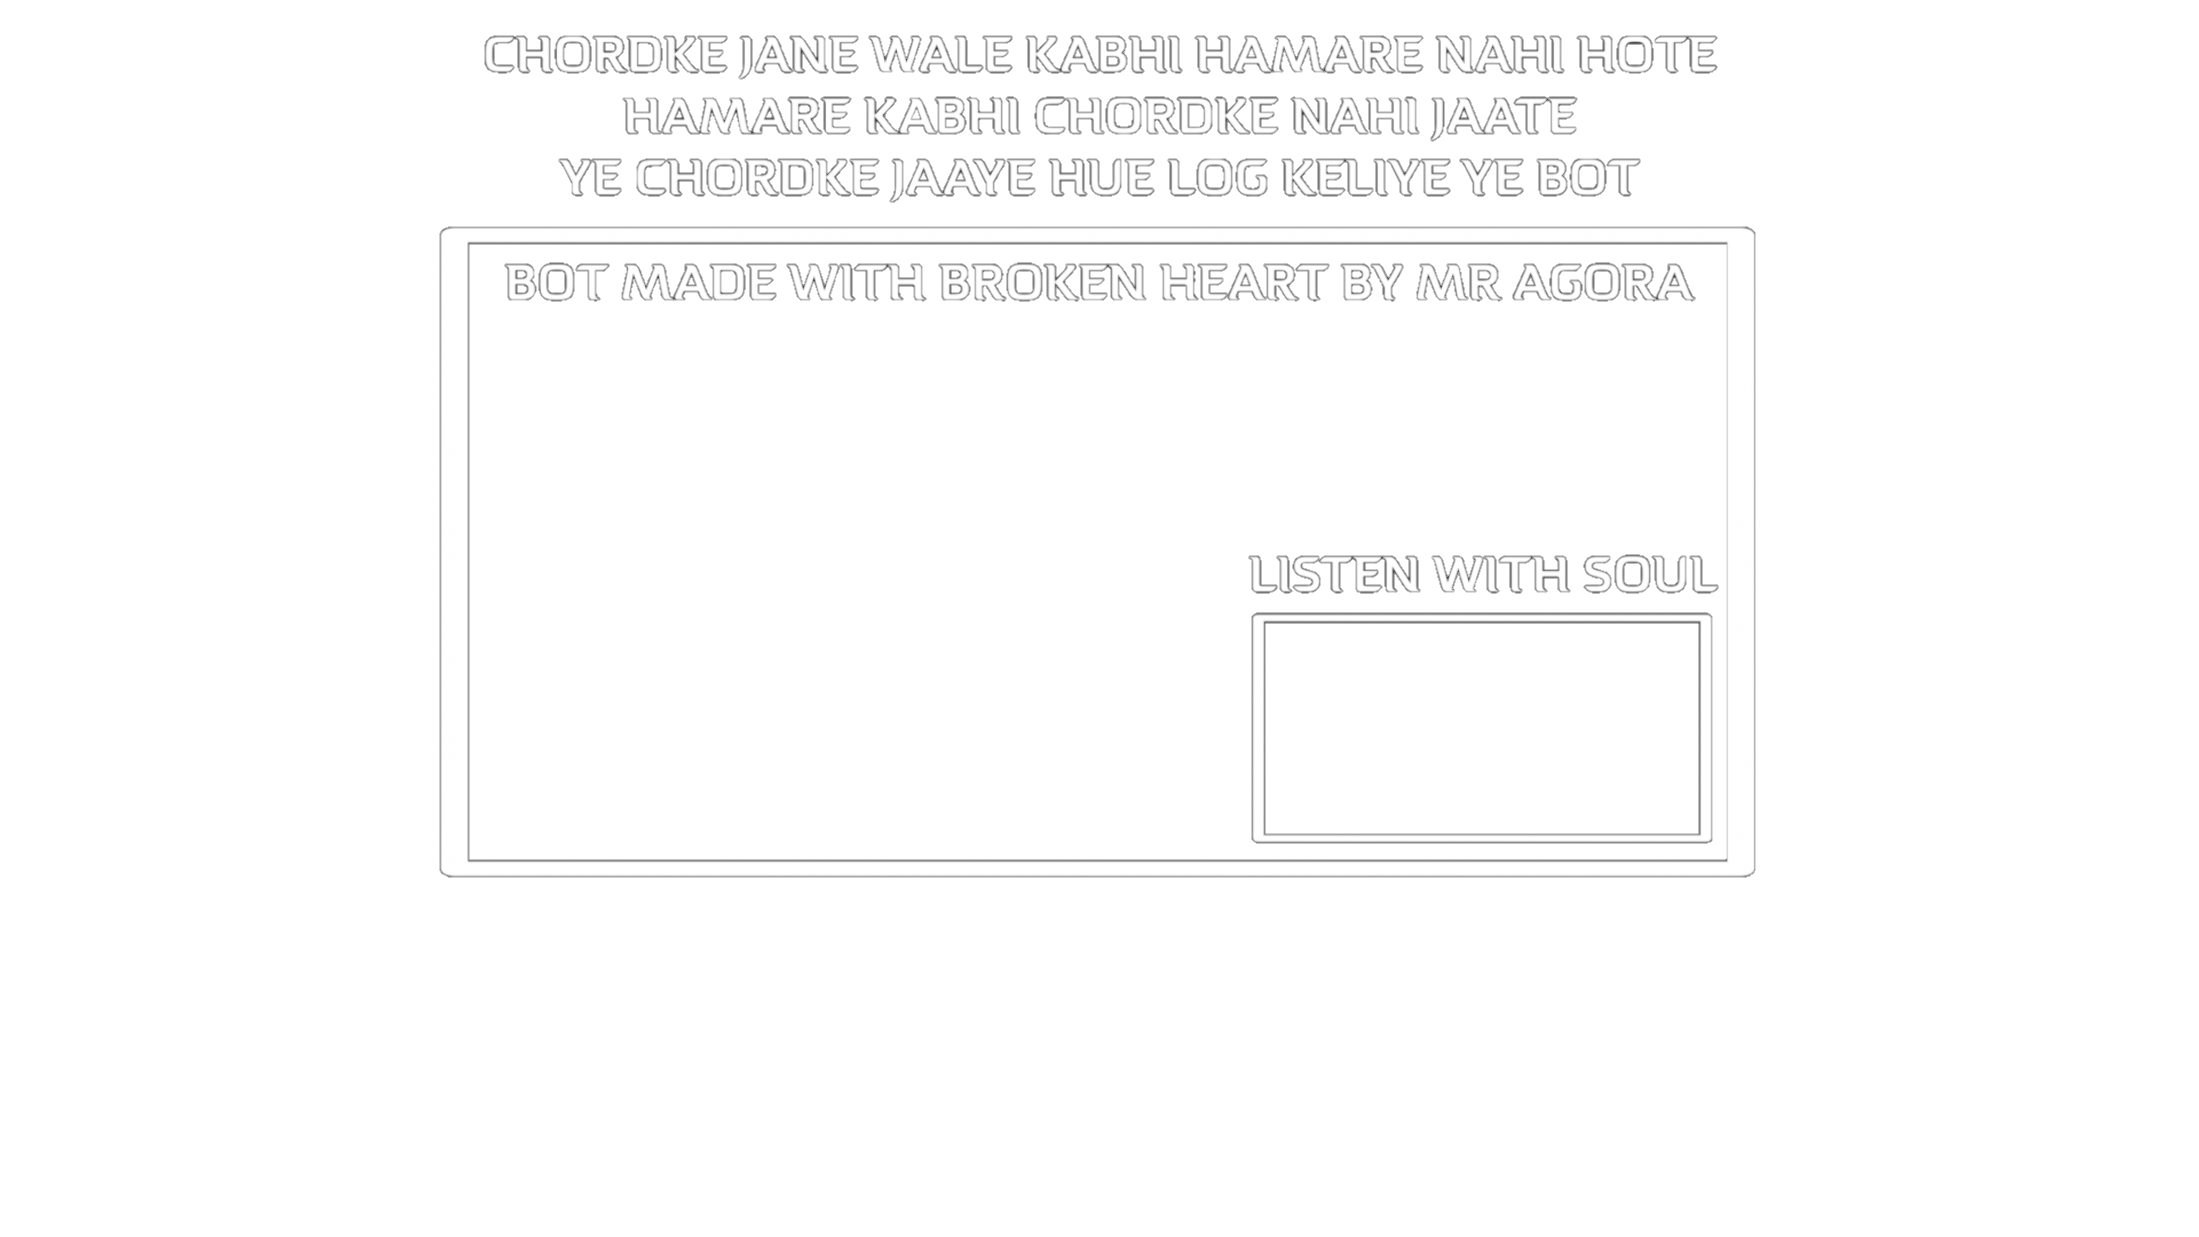 CHORDKE JANE WALE KABHI HAMARE NAHI HOTE
HAMARE KABHI CHORDKE NAHI JAATE
YE CHORDKE JAAYE HUE LOG KELIYE YE BOT
BOT MADE WITH BROKEN HEART BY MR AGORA
LISTEN WITH SOUL